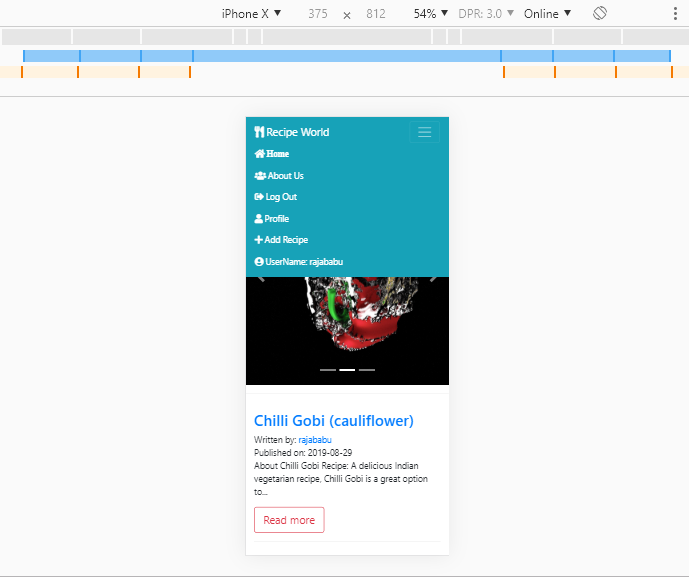 iPhone X ▼ 375 × 812 54% ▼ DPR: 3.0 ▼ Online ▼
Recipe World
Home
About Us
Log Out
Profile
Add Recipe
UserName: rajababu
Chilli Gobi (cauliflower)
Written by: rajababu
Published on: 2019-08-29
About Chilli Gobi Recipe: A delicious Indian
vegetarian recipe, Chilli Gobi is a great option
to...
Read more